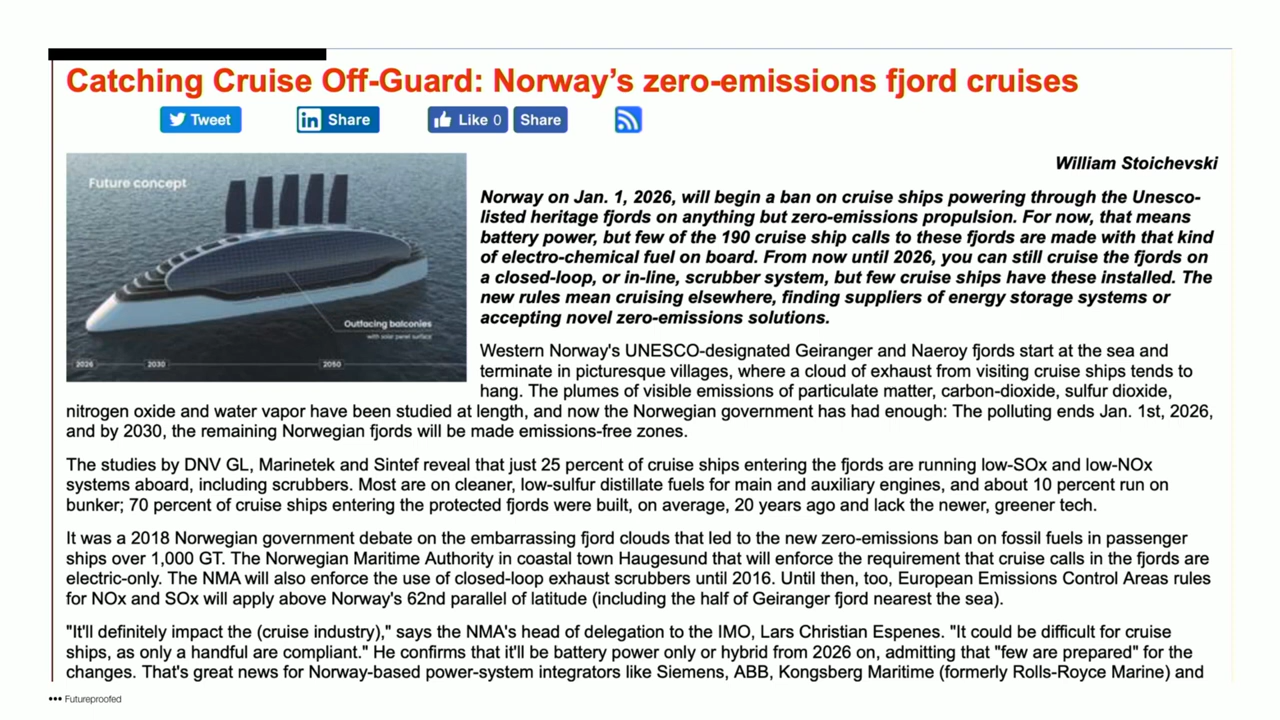 Catching Cruise Off-Guard: Norway's zero-emissions fjord cruises
Tweet
in Share
Like 0
Share
William Stoichevski
Future concept
Outfacing balconies
with solar panel surface
2026
2030
2050
Norway on Jan. 1, 2026, will begin a ban on cruise ships powering through the Unesco-
listed heritage fjords on anything but zero-emissions propulsion. For now, that means
battery power, but few of the 190 cruise ship calls to these fjords are made with that kind
of electro-chemical fuel on board. From now until 2026, you can still cruise the fjords on
a closed-loop, or in-line, scrubber system, but few cruise ships have these installed. The
new rules mean cruising elsewhere, finding suppliers of energy storage systems or
accepting novel zero-emissions solutions.
Western Norway's UNESCO-designated Geiranger and Naeroy fjords start at the sea and
terminate in picturesque villages, where a cloud of exhaust from visiting cruise ships tends to
hang. The plumes of visible emissions of particulate matter, carbon-dioxide, sulfur dioxide,
nitrogen oxide and water vapor have been studied at length, and now the Norwegian government has had enough: The polluting ends Jan. 1st, 2026,
and by 2030, the remaining Norwegian fjords will be made emissions-free zones.
The studies by DNV GL, Marinetek and Sintef reveal that just 25 percent of cruise ships entering the fjords are running low-SOx and low-NOx
systems aboard, including scrubbers. Most are on cleaner, low-sulfur distillate fuels for main and auxiliary engines, and about 10 percent run on
bunker; 70 percent of cruise ships entering the protected fjords were built, on average, 20 years ago and lack the newer, greener tech.
It was a 2018 Norwegian government debate on the embarrassing fjord clouds that led to the new zero-emissions ban on fossil fuels in passenger
ships over 1,000 GT. The Norwegian Maritime Authority in coastal town Haugesund that will enforce the requirement that cruise calls in the fjords are
electric-only. The NMA will also enforce the use of closed-loop exhaust scrubbers until 2016. Until then, too, European Emissions Control Areas rules
for NOx and SOx will apply above Norway's 62nd parallel of latitude (including the half of Geiranger fjord nearest the sea).
"It'll definitely impact the (cruise industry)," says the NMA's head of delegation to the IMO, Lars Christian Espenes. "It could be difficult for cruise
ships, as only a handful are compliant." He confirms that it'll be battery power only or hybrid from 2026 on, admitting that "few are prepared" for the
changes. That's great news for Norway-based power-system integrators like Siemens, ABB, Kongsberg Maritime (formerly Rolls-Royce Marine) and
••• Futureproofed